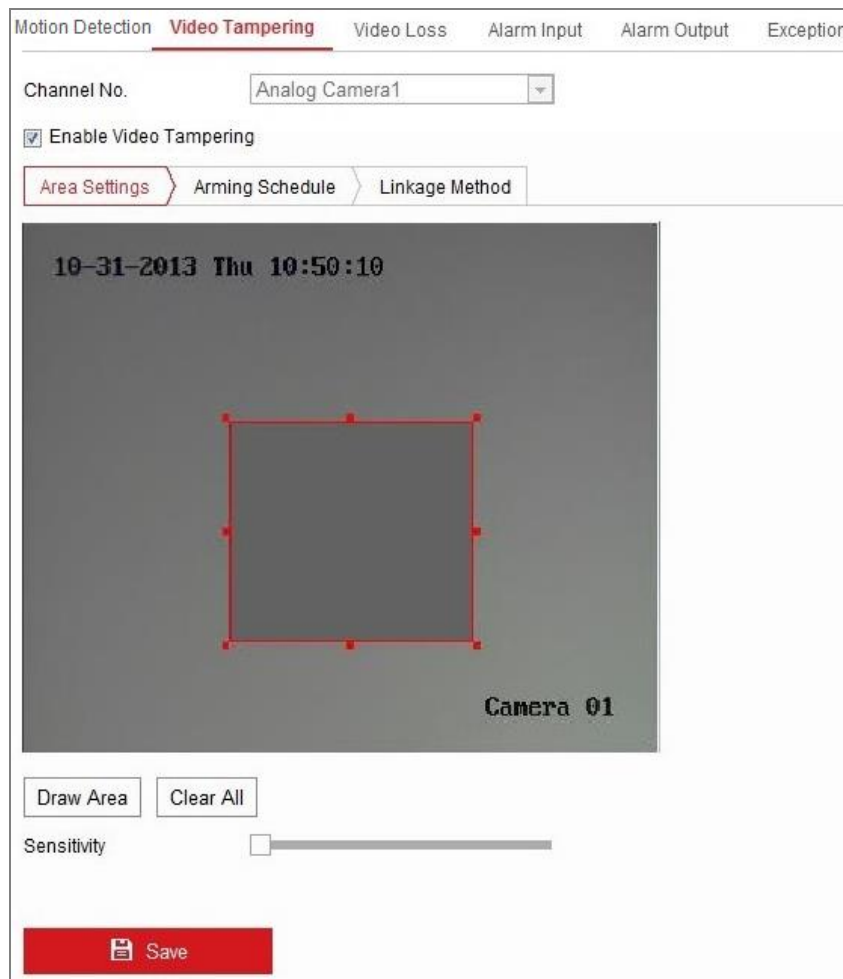 Motion Detection Video Tampering Video Loss Alarm Input Alarm Output Exception
Channel No. Analog Camera1
Enable Video Tampering
Area Settings Arming Schedule Linkage Method
10-31-2013 Thu 10:50:10
Camera 01
Draw Area Clear All
Sensitivity
Save